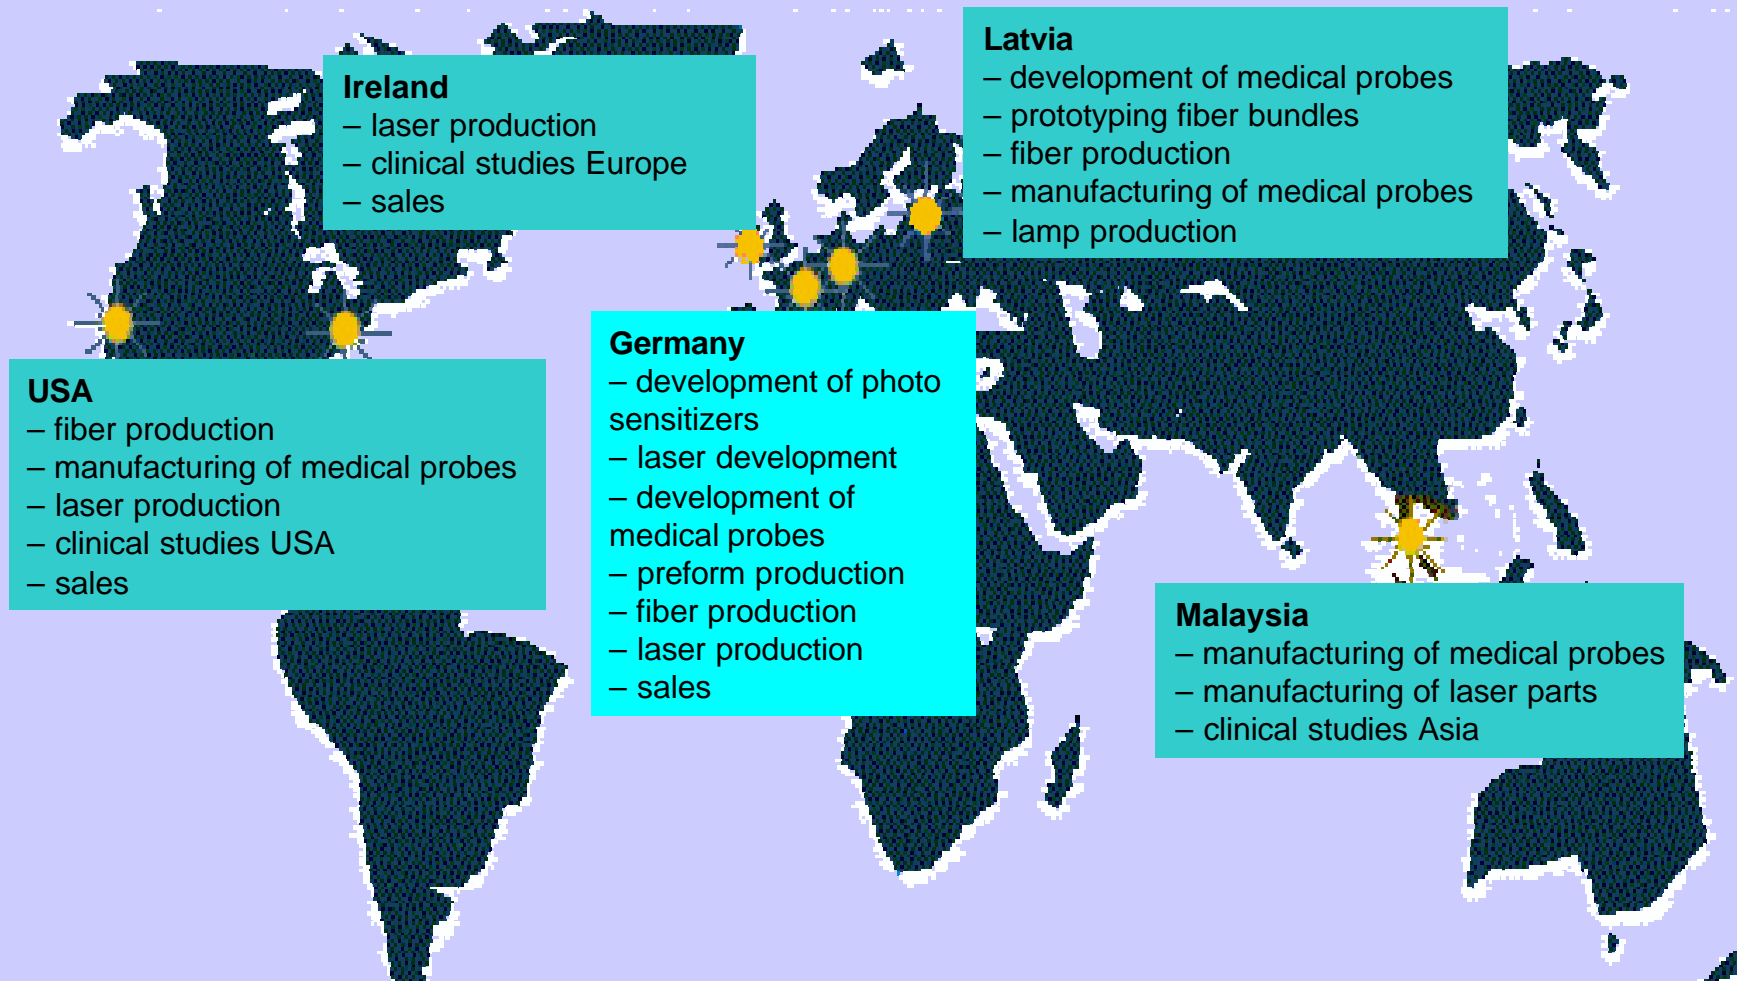 Ireland
– laser production
– clinical studies Europe
– sales
Latvia
– development of medical probes
– prototyping fiber bundles
– fiber production
– manufacturing of medical probes
– lamp production
USA
– fiber production
– manufacturing of medical probes
– laser production
– clinical studies USA
– sales
Germany
– development of photo
sensitizers
– laser development
– development of
medical probes
– preform production
– fiber production
– laser production
– sales
Malaysia
– manufacturing of medical probes
– manufacturing of laser parts
– clinical studies Asia